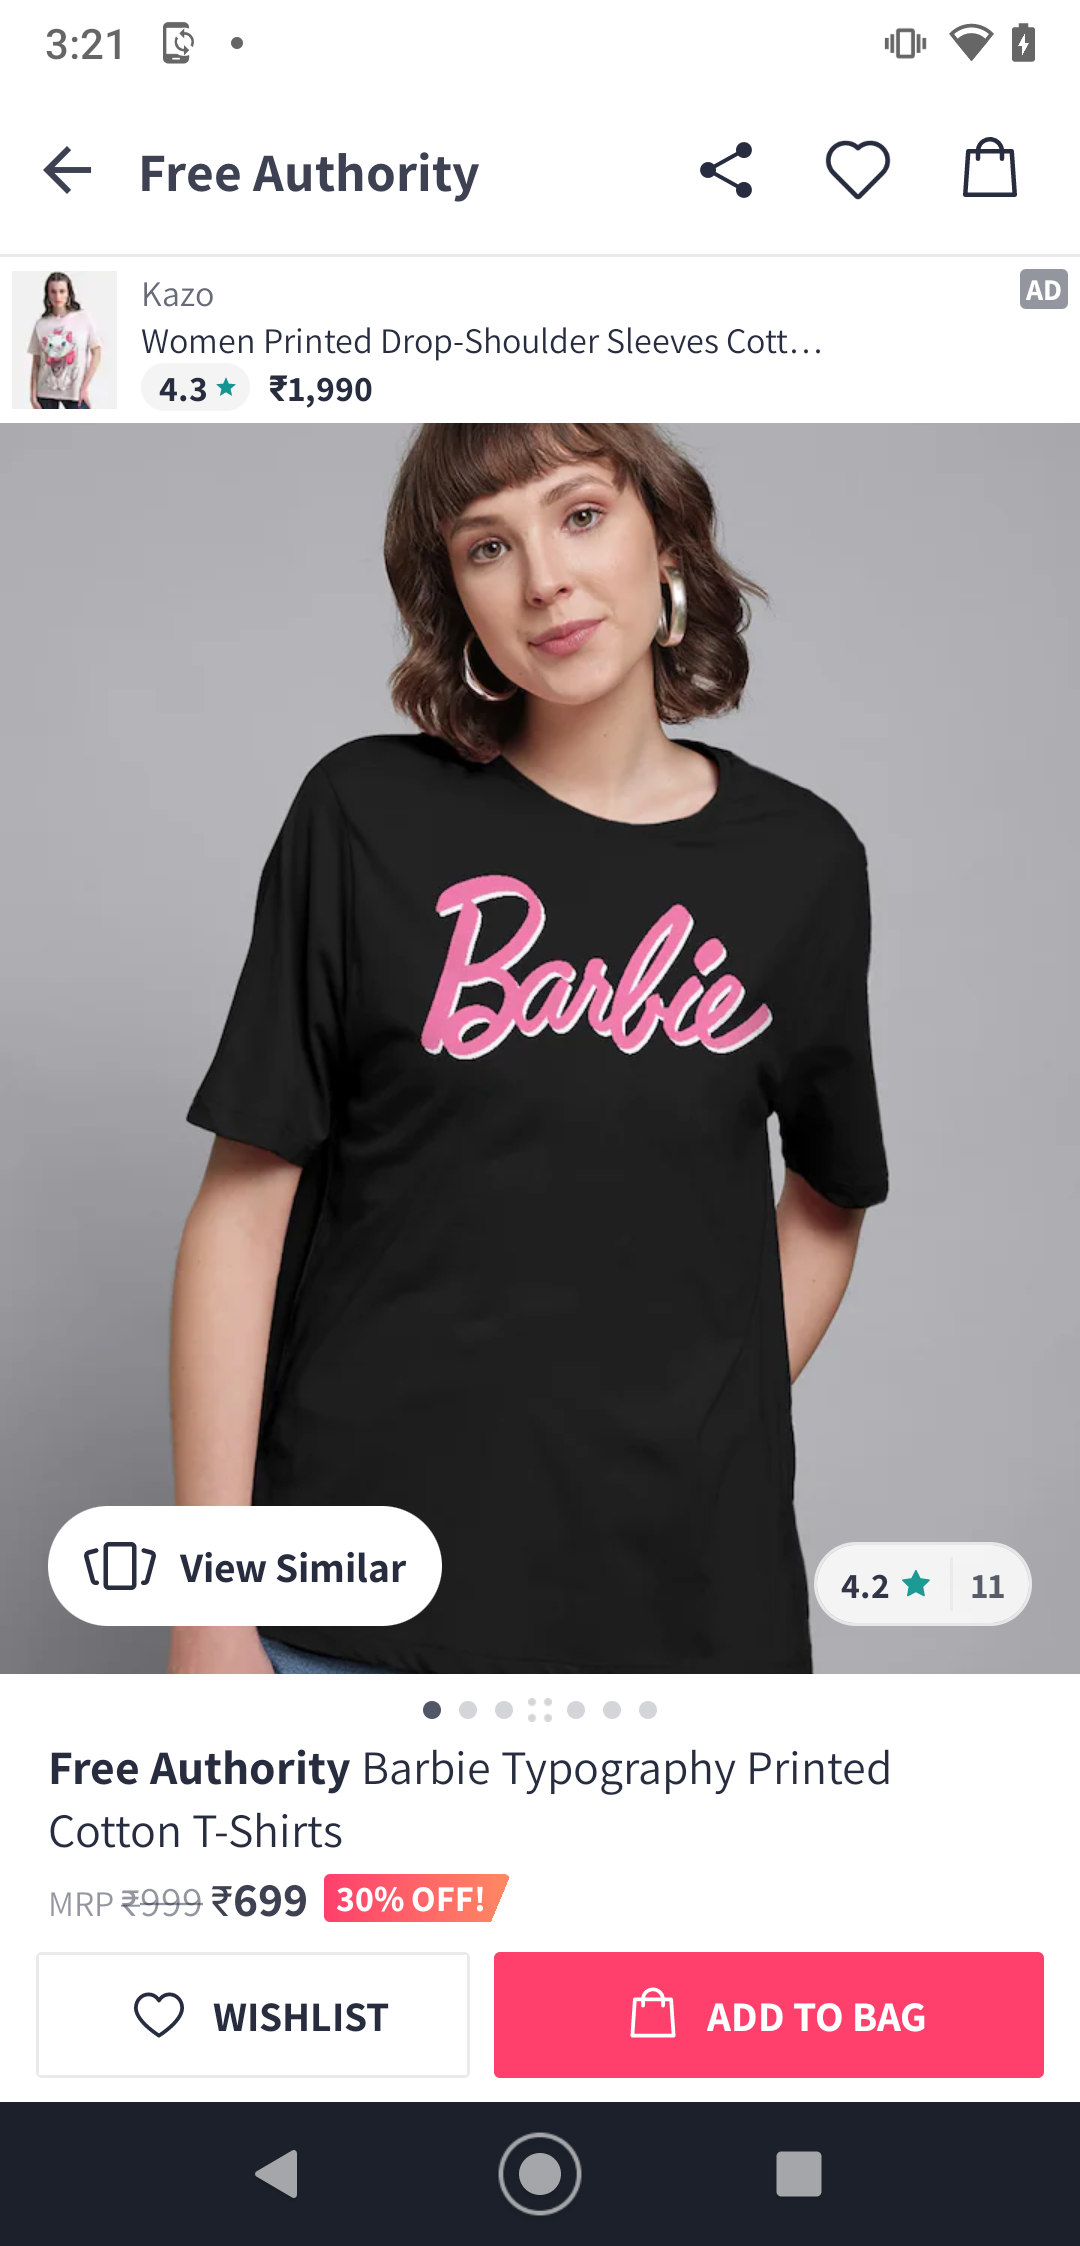 3:21
Free Authority
Kazo
AD
Women Printed Drop-Shoulder Sleeves Cott...
4.3 ₹1,990
Barbie
View Similar
4.2 11
Free Authority Barbie Typography Printed
Cotton T-Shirts
MRP ₹999 ₹699 30% OFF!
WISHLIST
ADD TO BAG